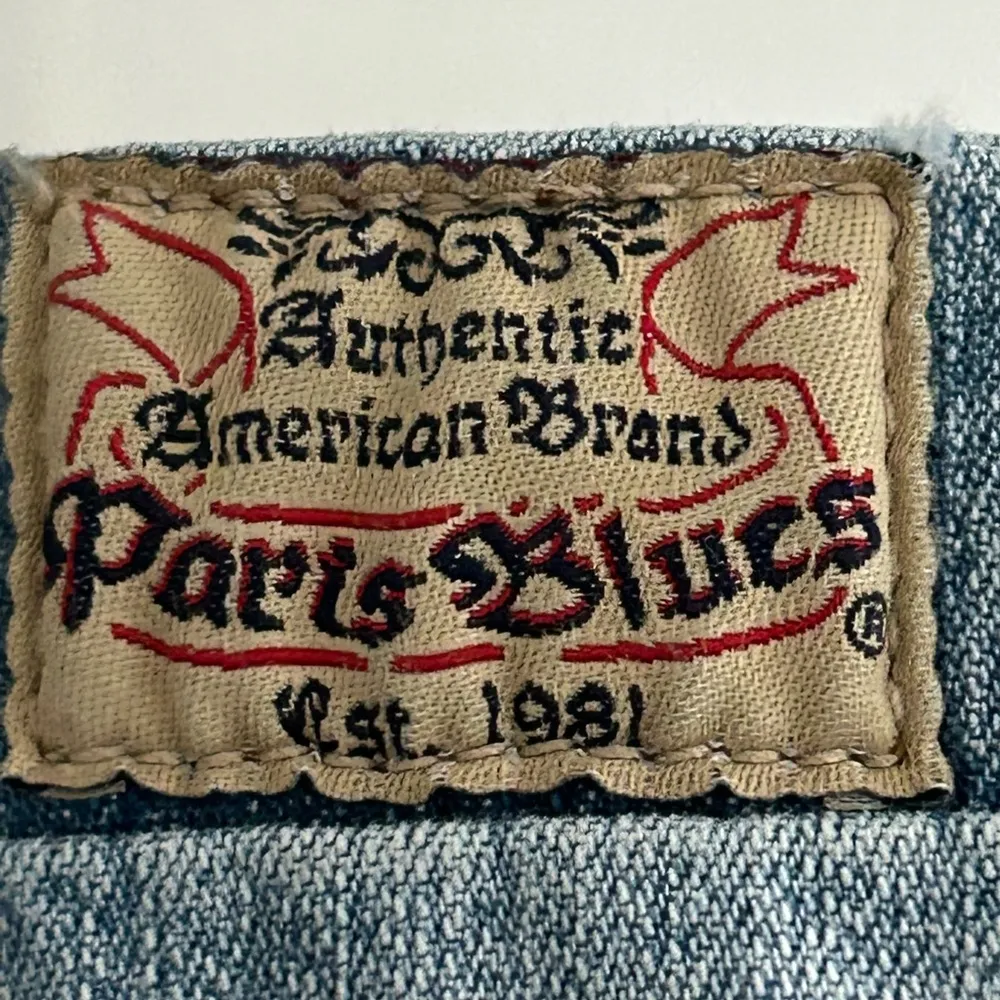 Authentic
American Brand
Paris Blues®
Est. 1981